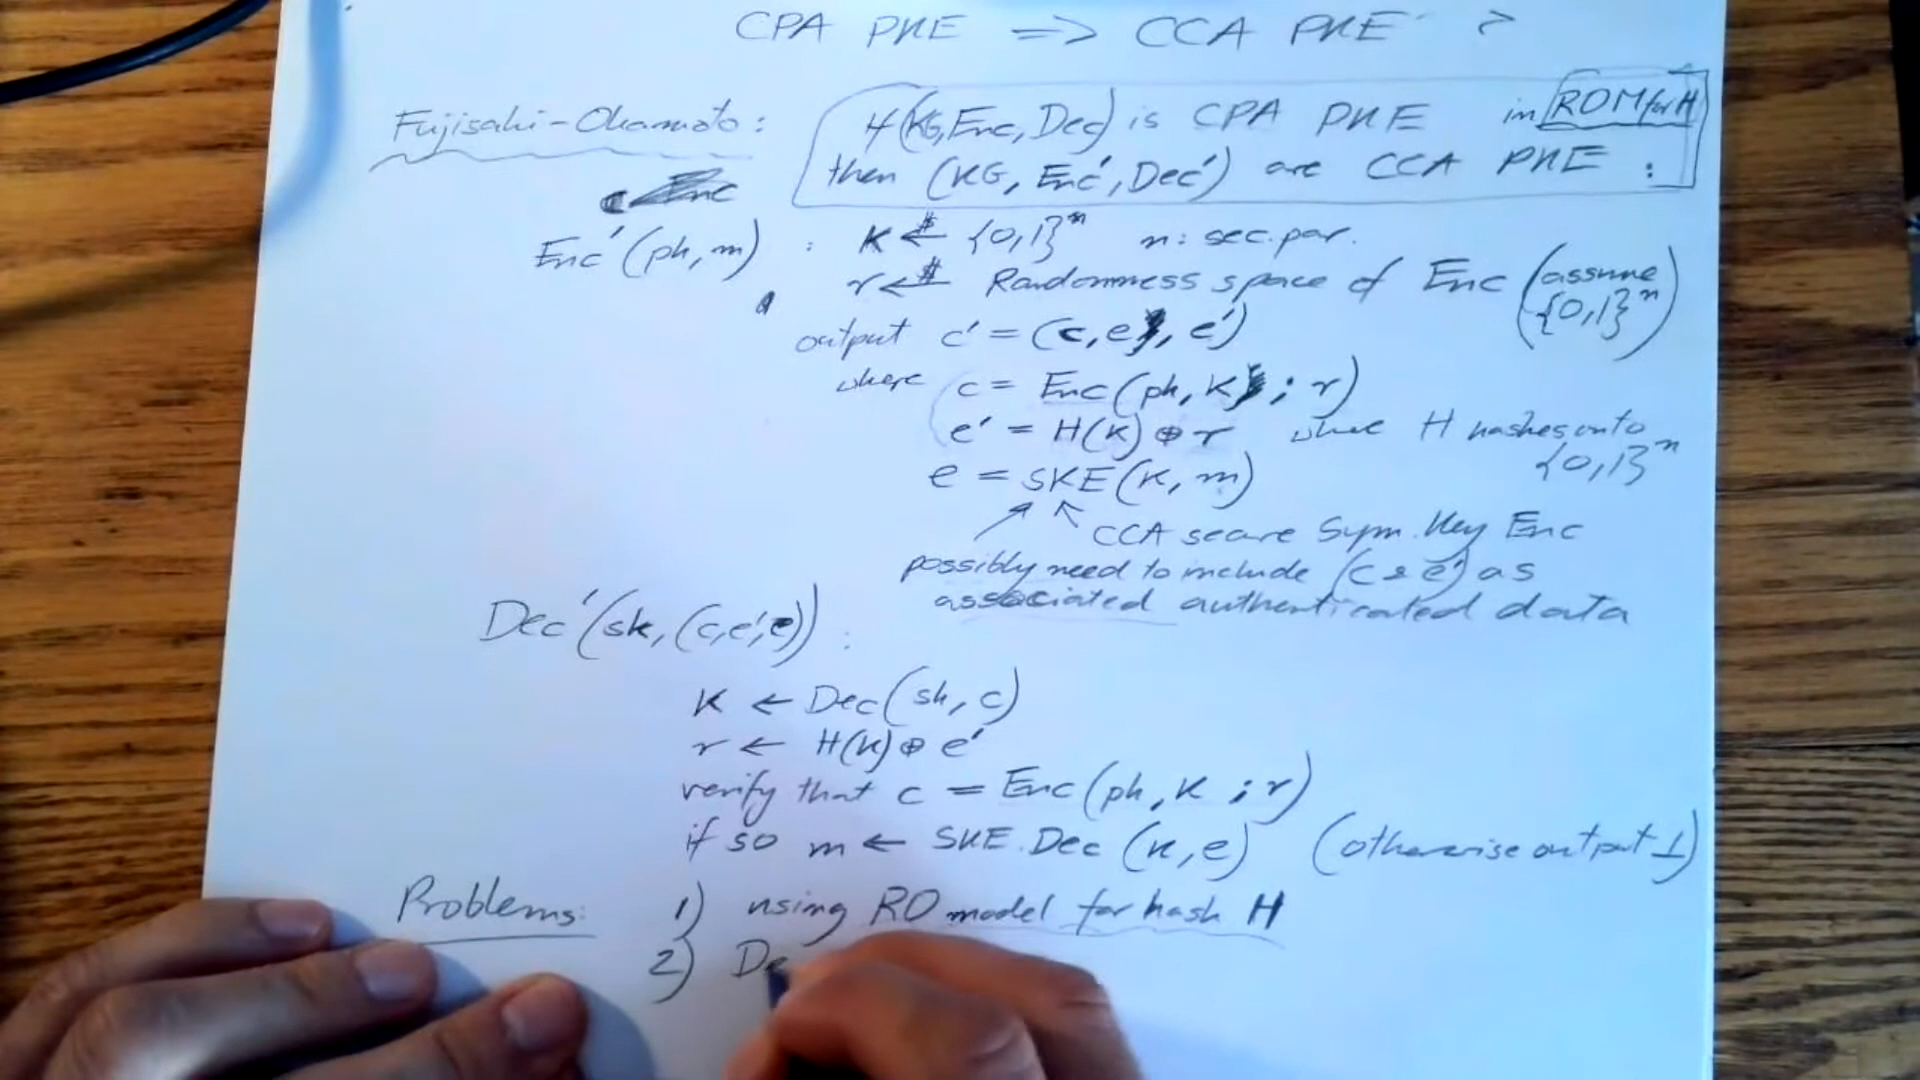 CPA PKE => CCA PKE ?
Fujisaki-Okamoto: If (KG, Enc, Dec) is CPA PKE in ROM for H
then (KG, Enc', Dec') are CCA PKE :
Enc'(pk, m) : K <-$ {0,1}^n n: sec. par.
r <-$ Randomness space of Enc (assume {0,1}^n)
output c' = (c, e, e')
where c = Enc(pk, K ; r)
e' = H(K) ⊕ r where H hashes onto {0,1}^n
e = SKE(K, m)
CCA secure Sym. Key Enc
possibly need to include (c & e') as
associated authenticated data
Dec'(sk, (c, e', e)) :
K ← Dec(sk, c)
r ← H(K) ⊕ e'
verify that c = Enc(pk, K ; r)
if so m ← SKE.Dec(K, e) (otherwise output ⊥)
Problems: 1) using RO model for hash H
2) De